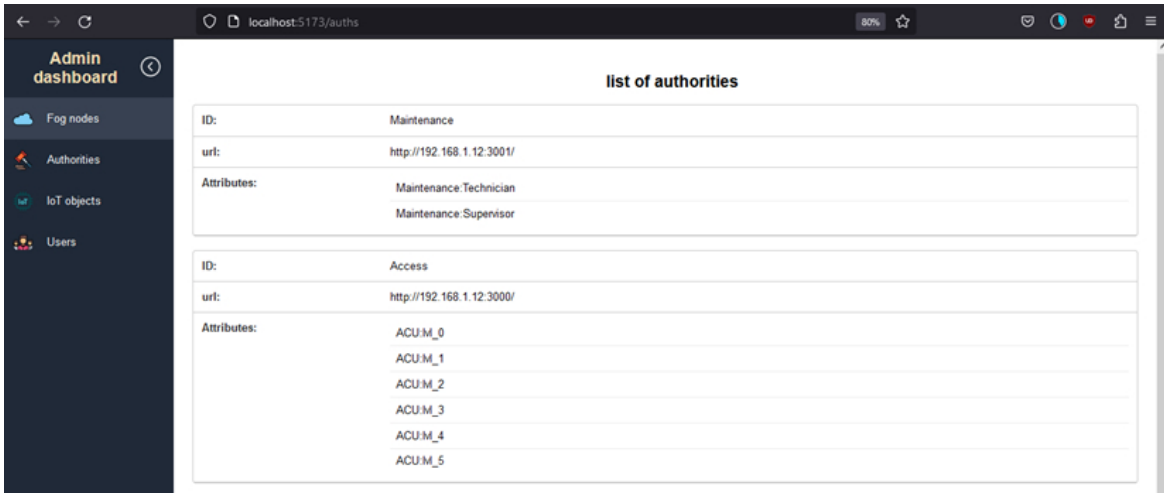 localhost:5173/auths
80%
Admin
dashboard
Fog nodes
Authorities
IoT objects
Users
list of authorities
ID: Maintenance
url: http://192.168.1.12:3001/
Attributes: Maintenance:Technician
Maintenance:Supervisor
ID: Access
url: http://192.168.1.12:3000/
Attributes: ACU:M_0
ACU:M_1
ACU:M_2
ACU:M_3
ACU:M_4
ACU:M_5